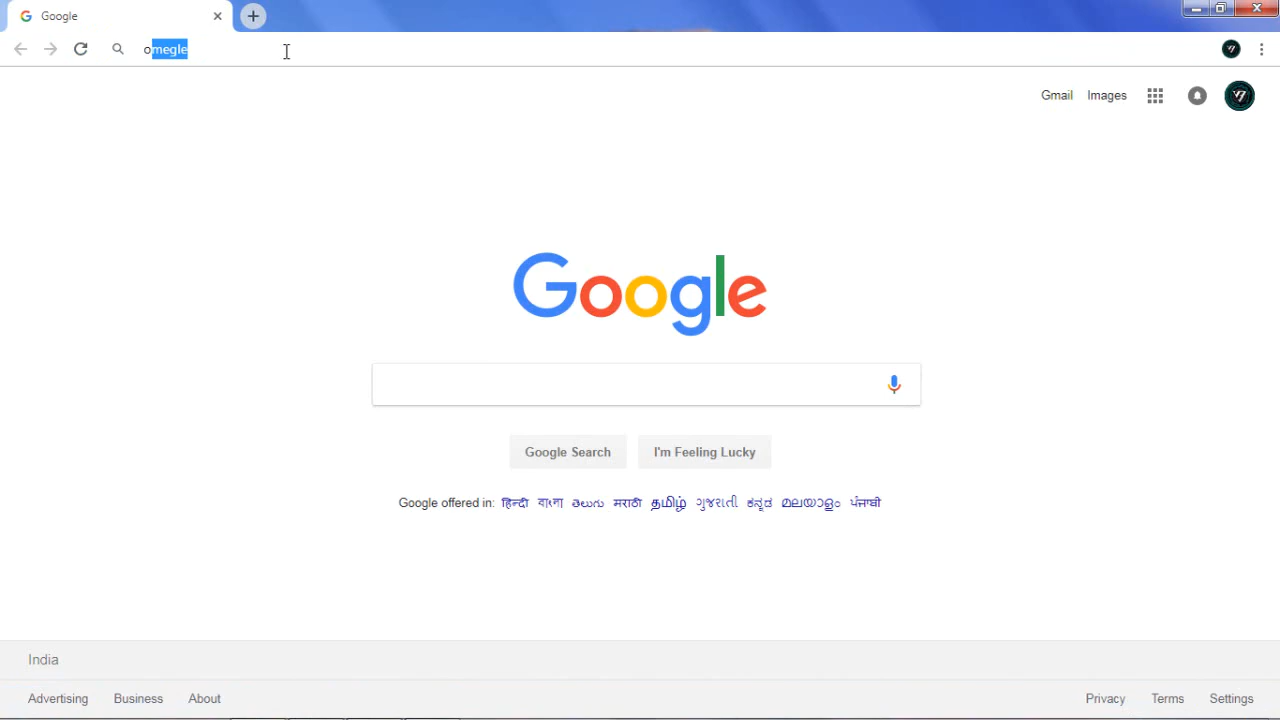 Google
omegle
Gmail Images
Google
Google Search I'm Feeling Lucky
Google offered in: हिन्दी বাংলা తెలుగు मराठी தமிழ் ગુજરાતી ಕನ್ನಡ മലയാളം ਪੰਜਾਬੀ
India
Advertising Business About Privacy Terms Settings